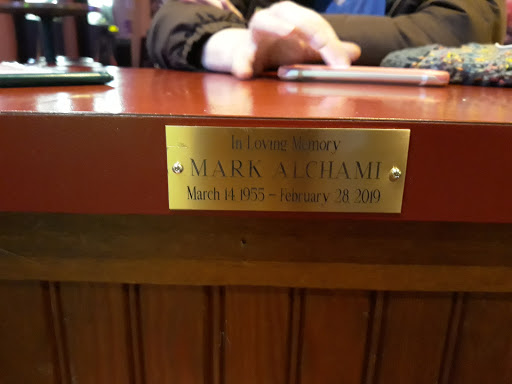 In Loving Memory
MARK ALCHAMI
March 14 1955 – February 28, 2019